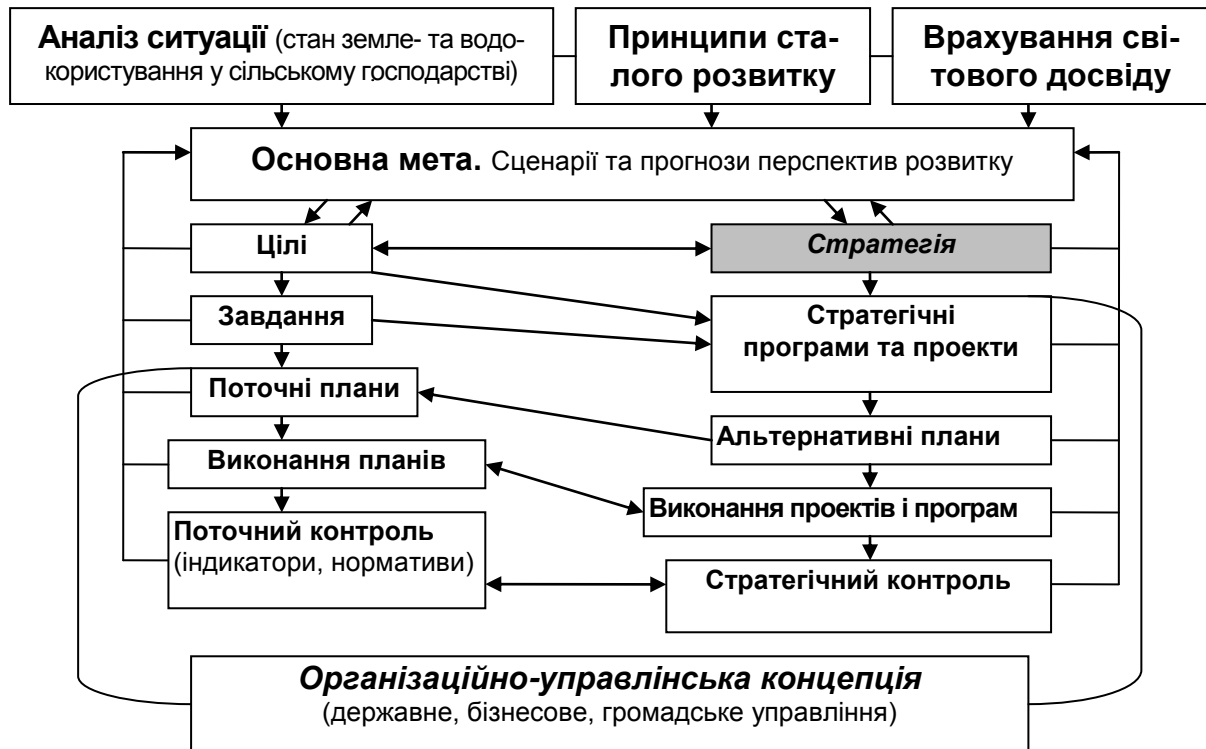 Аналіз ситуації (стан земле- та водо-
користування у сільському господарстві)
Принципи ста-
лого розвитку
Врахування сві-
тового досвіду
Основна мета. Сценарії та прогнози перспектив розвитку
Цілі
Стратегія
Завдання
Стратегічні
програми та проекти
Поточні плани
Альтернативні плани
Виконання планів
Виконання проектів і програм
Поточний контроль
(індикатори, нормативи)
Стратегічний контроль
Організаційно-управлінська концепція
(державне, бізнесове, громадське управління)